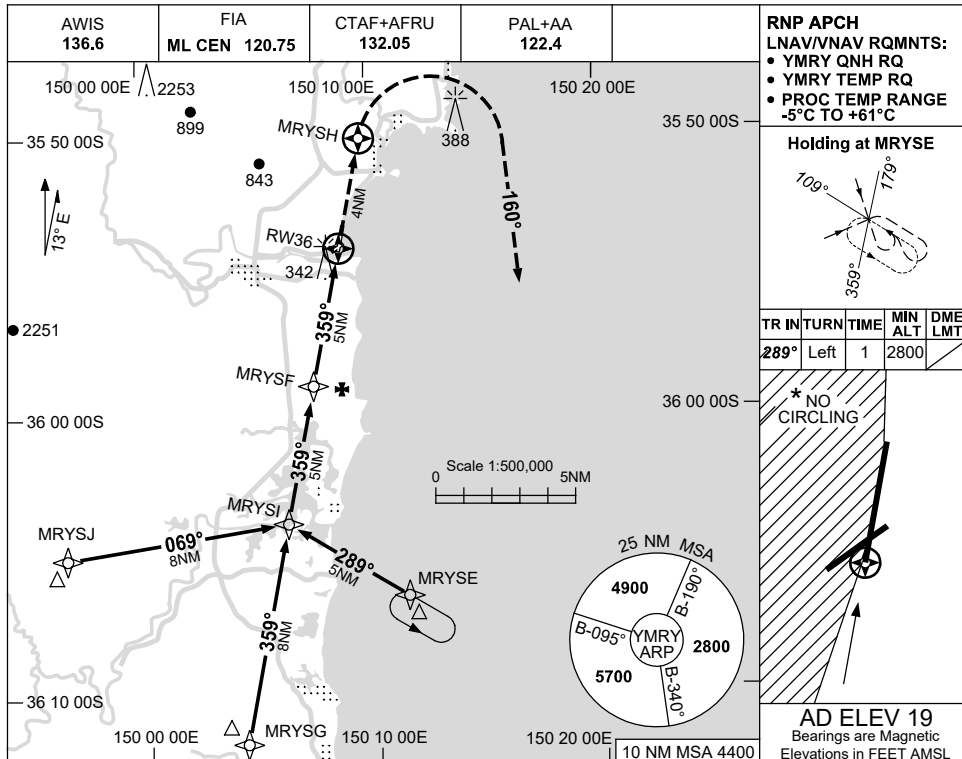 AWIS
136.6
FIA
ML CEN 120.75
CTAF+AFRU
132.05
PAL+AA
122.4
RNP APCH
LNAV/VNAV RQMNTS:
• YMRY QNH RQ
• YMRY TEMP RQ
• PROC TEMP RANGE
-5°C TO +61°C
150 00 00E
2253
150 10 00E
150 20 00E
899
MRYSH
388
35 50 00S
35 50 00S
843
13° E
4NM
160°
RW36
342
359°
5NM
2251
MRYSF
36 00 00S
36 00 00S
359°
5NM
Scale 1:500,000
0
5NM
MRYSI
MRYSJ
069°
8NM
289°
5NM
MRYSE
359°
8NM
25 NM MSA
4900
B-190°
B-095°
YMRY
ARP
2800
5700
B-340°
36 10 00S
MRYSG
150 00 00E
150 10 00E
150 20 00E
10 NM MSA 4400
Holding at MRYSE
109°
179°
359°
TR IN TURN TIME MIN ALT DME LMT
289° Left 1 2800
* NO
CIRCLING
AD ELEV 19
Bearings are Magnetic
Elevations in FEET AMSL